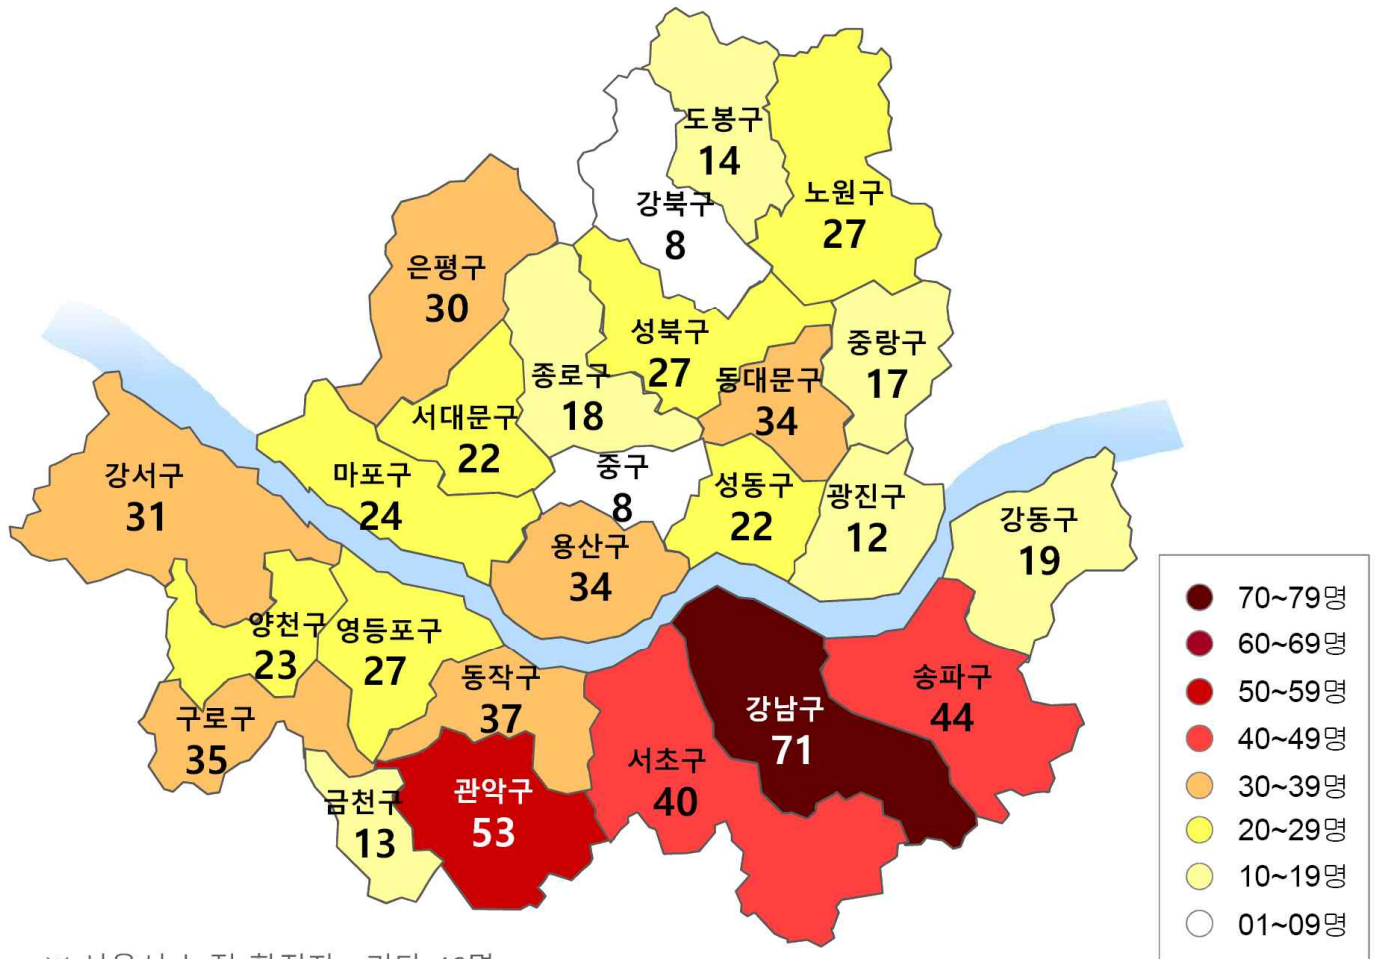 도봉구
14
노원구
27
강북구
8
은평구
30
성북구
27
중랑구
17
종로구
18
동대문구
34
서대문구
22
마포구
24
중구
8
성동구
22
광진구
12
강서구
31
강동구
19
용산구
34
양천구
23
영등포구
27
동작구
37
구로구
35
금천구
13
관악구
53
서초구
40
강남구
71
송파구
44
70~79명
60~69명
50~59명
40~49명
30~39명
20~29명
10~19명
01~09명